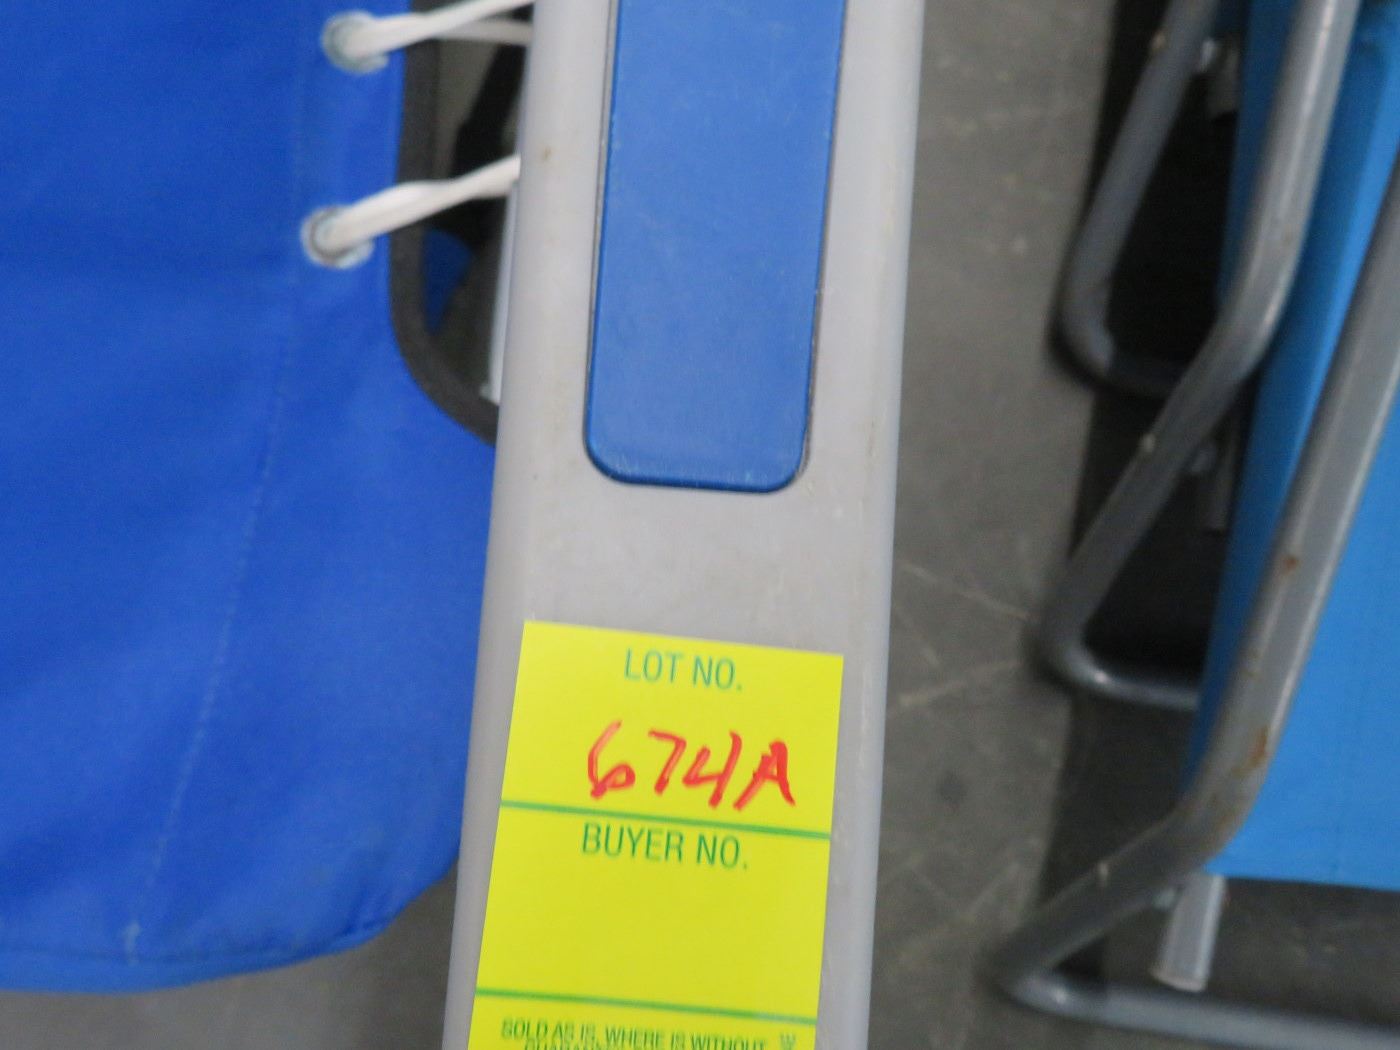 LOT NO.
674A
BUYER NO.
SOLD AS IS, WHERE IS WITHOUT